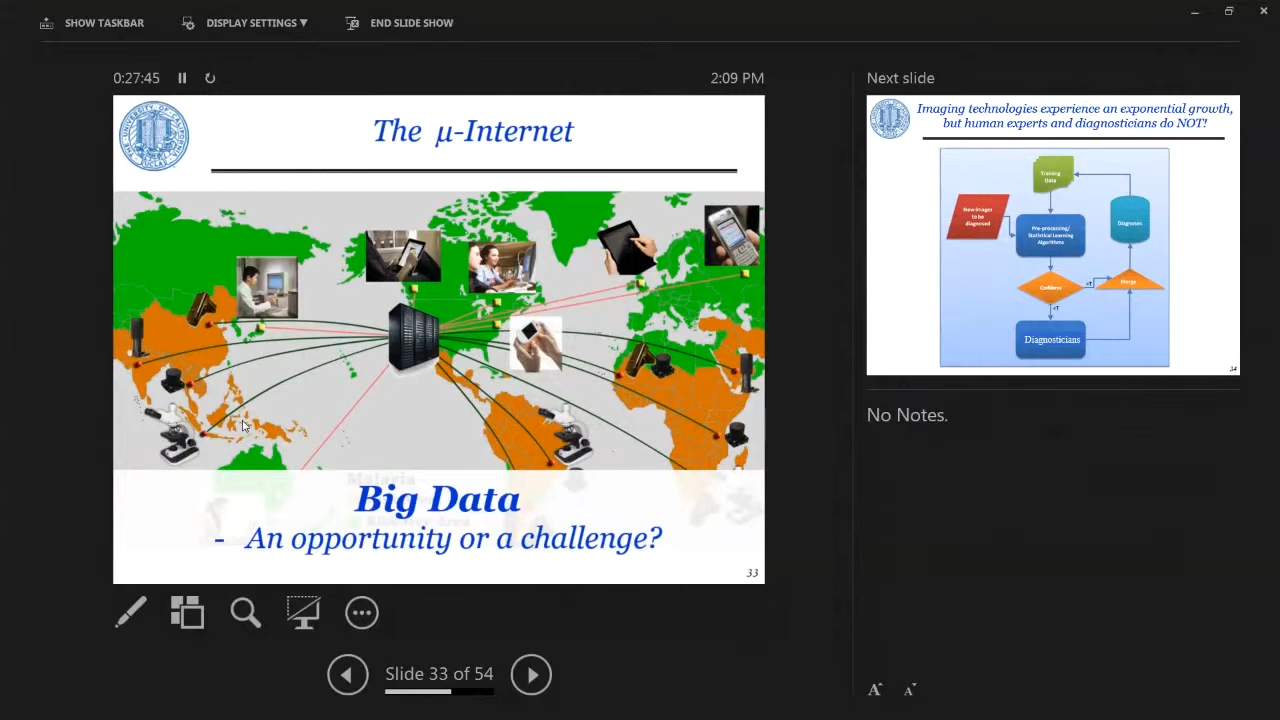 SHOW TASKBAR
DISPLAY SETTINGS ▼
END SLIDE SHOW
0:27:45
2:09 PM
The μ-Internet
Malaria
Big Data
- An opportunity or a challenge?
33
Slide 33 of 54
Next slide
Imaging technologies experience an exponential growth,
but human experts and diagnosticians do NOT!
Training
Data
New images
to be
diagnosed
Pre-processing/
Statistical Learning
Algorithms
Diagnoses
Confidence
>T
Merge
<T
Diagnosticians
34
No Notes.
A
A